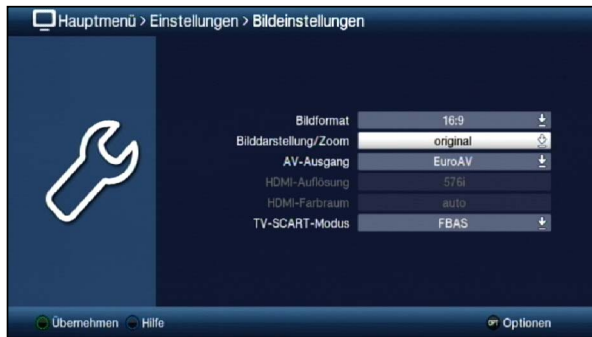 Hauptmenü > Einstellungen > Bildeinstellungen
Bildformat 16:9
Bilddarstellung/Zoom original
AV-Ausgang EuroAV
HDMI-Auflösung 576i
HDMI-Farbraum auto
TV-SCART-Modus FBAS
Übernehmen Hilfe OPT Optionen